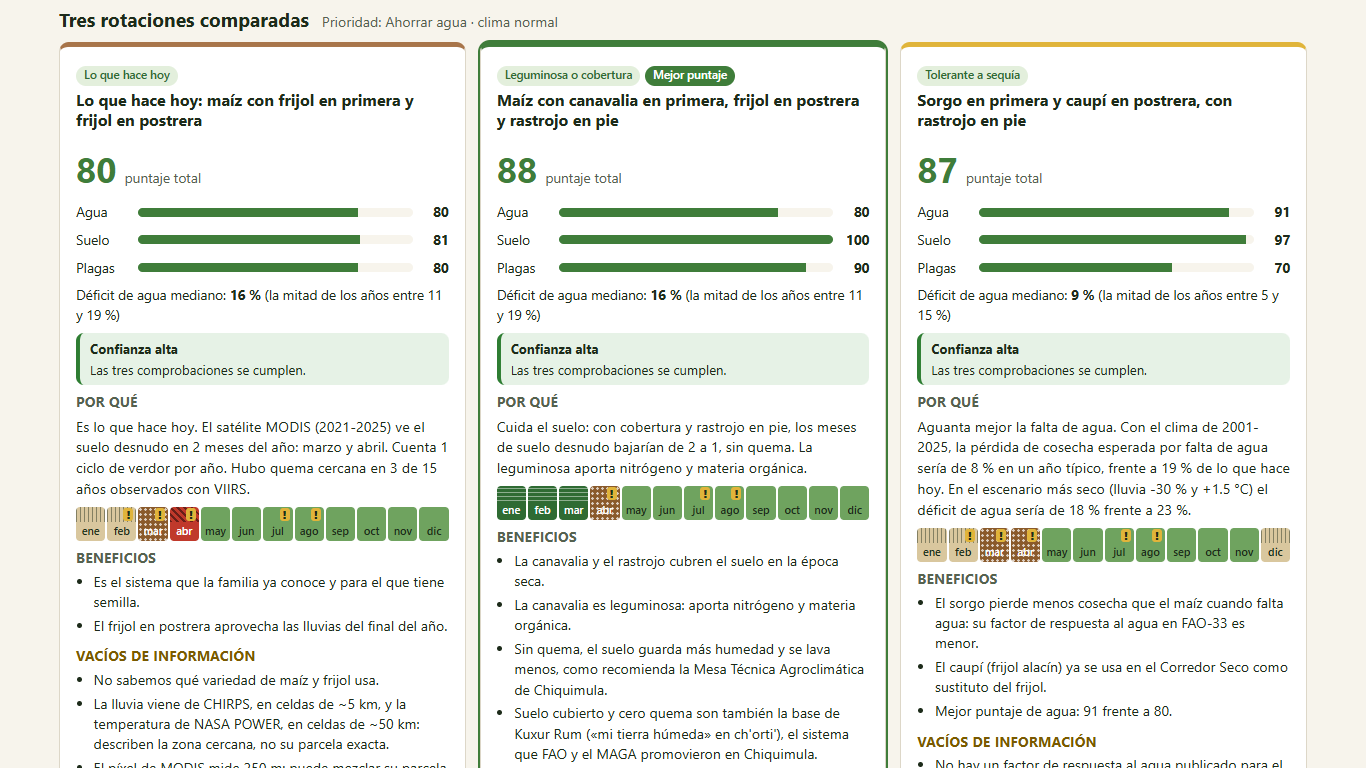 Tres rotaciones comparadas Prioridad: Ahorrar agua · clima normal
Lo que hace hoy
Lo que hace hoy: maíz con frijol en primera y
frijol en postrera
80 puntaje total
Agua 80
Suelo 81
Plagas 80
Déficit de agua mediano: 16 % (la mitad de los años entre 11
y 19 %)
Confianza alta
Las tres comprobaciones se cumplen.
POR QUÉ
Es lo que hace hoy. El satélite MODIS (2021-2025) ve el
suelo desnudo en 2 meses del año: marzo y abril. Cuenta 1
ciclo de verdor por año. Hubo quema cercana en 3 de 15
años observados con VIIRS.
ene feb ! mar ! abr ! may jun jul ! ago ! sep oct nov dic
BENEFICIOS
• Es el sistema que la familia ya conoce y para el que tiene
semilla.
• El frijol en postrera aprovecha las lluvias del final del año.
VACÍOS DE INFORMACIÓN
• No sabemos qué variedad de maíz y frijol usa.
• La lluvia viene de CHIRPS, en celdas de ~5 km, y la
temperatura de NASA POWER, en celdas de ~50 km:
describen la zona cercana, no su parcela exacta.
• El píxel de MODIS mide 250 m: puede mezclar su parcela
Leguminosa o cobertura Mejor puntaje
Maíz con canavalia en primera, frijol en postrera
y rastrojo en pie
88 puntaje total
Agua 80
Suelo 100
Plagas 90
Déficit de agua mediano: 16 % (la mitad de los años entre 11
y 19 %)
Confianza alta
Las tres comprobaciones se cumplen.
POR QUÉ
Cuida el suelo: con cobertura y rastrojo en pie, los meses
de suelo desnudo bajarían de 2 a 1, sin quema. La
leguminosa aporta nitrógeno y materia orgánica.
ene feb mar abr ! may jun jul ! ago ! sep oct nov dic
BENEFICIOS
• La canavalia y el rastrojo cubren el suelo en la época
seca.
• La canavalia es leguminosa: aporta nitrógeno y materia
orgánica.
• Sin quema, el suelo guarda más humedad y se lava
menos, como recomienda la Mesa Técnica Agroclimática
de Chiquimula.
• Suelo cubierto y cero quema son también la base de
Kuxur Rum («mi tierra húmeda» en ch'orti'), el sistema
que FAO y el MAGA promovieron en Chiquimula.
Tolerante a sequía
Sorgo en primera y caupí en postrera, con
rastrojo en pie
87 puntaje total
Agua 91
Suelo 97
Plagas 70
Déficit de agua mediano: 9 % (la mitad de los años entre 5 y
15 %)
Confianza alta
Las tres comprobaciones se cumplen.
POR QUÉ
Aguanta mejor la falta de agua. Con el clima de 2001-
2025, la pérdida de cosecha esperada por falta de agua
sería de 8 % en un año típico, frente a 19 % de lo que hace
hoy. En el escenario más seco (lluvia -30 % y +1.5 °C) el
déficit de agua sería de 18 % frente a 23 %.
ene feb ! mar ! abr ! may jun jul ! ago ! sep oct nov dic
BENEFICIOS
• El sorgo pierde menos cosecha que el maíz cuando falta
agua: su factor de respuesta al agua en FAO-33 es
menor.
• El caupí (frijol alacín) ya se usa en el Corredor Seco como
sustituto del frijol.
• Mejor puntaje de agua: 91 frente a 80.
VACÍOS DE INFORMACIÓN
• No hay un factor de respuesta al agua publicado para el